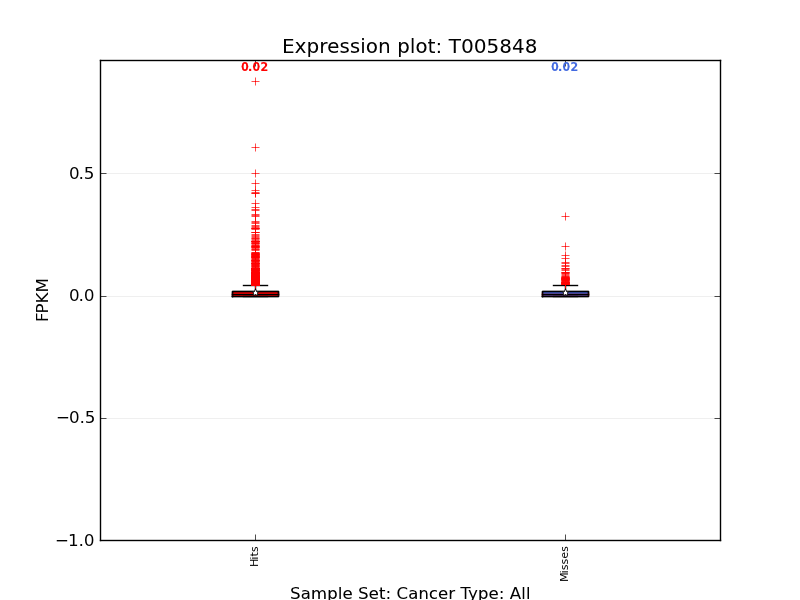 Expression plot: T005848
0.02 0.02
0.5
0.0
−0.5
−1.0
FPKM
Hits
Misses
Sample Set: Cancer Type: All